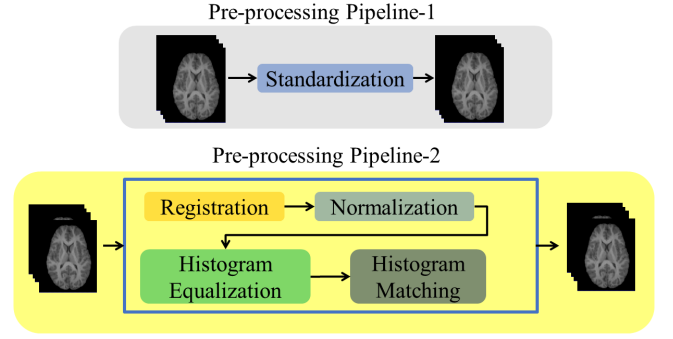 Pre-processing Pipeline-1
Standardization
Pre-processing Pipeline-2
Registration
Normalization
Histogram
Equalization
Histogram
Matching